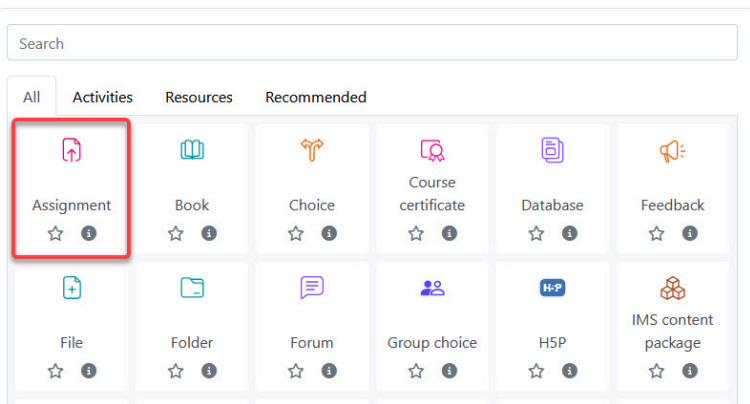 Search
All Activities Resources Recommended
Assignment Book Choice Course certificate Database Feedback
File Folder Forum Group choice H5P IMS content package